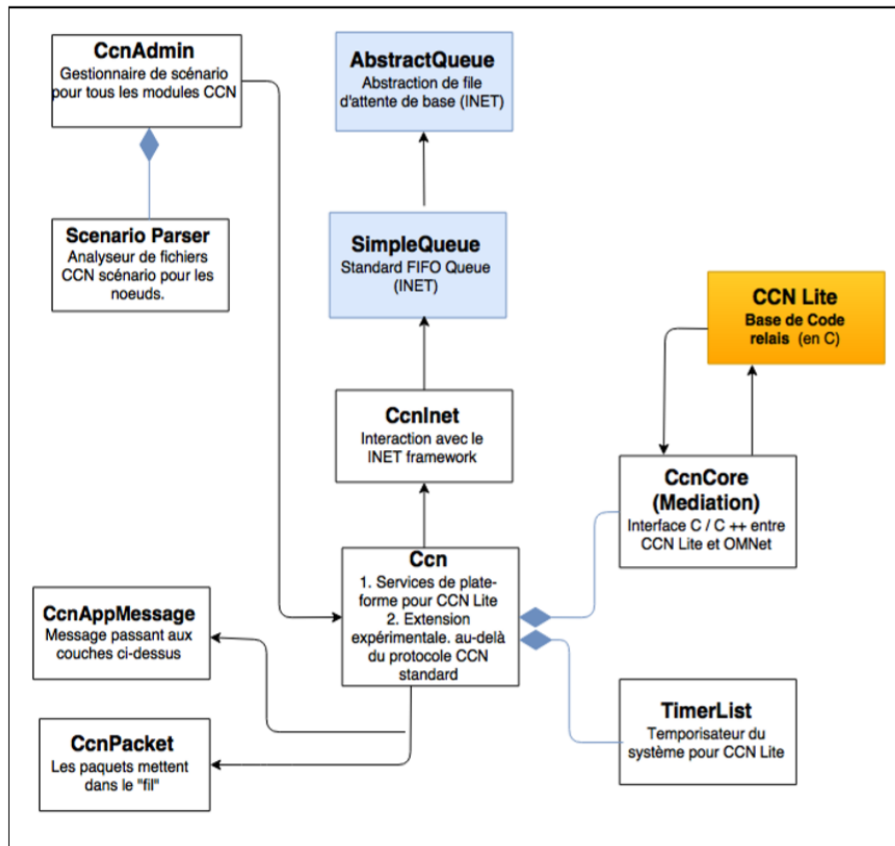 CcnAdmin
Gestionnaire de scénario
pour tous les modules CCN
AbstractQueue
Abstraction de file
d'attente de base (INET)
Scenario Parser
Analyseur de fichiers
CCN scénario pour les
noeuds.
SimpleQueue
Standard FIFO Queue
(INET)
CCN Lite
Base de Code
relais (en C)
CcnInet
Interaction avec le
INET framework
CcnCore
(Mediation)
Interface C / C ++ entre
CCN Lite et OMNet
Ccn
1. Services de plate-
forme pour CCN Lite
2. Extension
expérimentale. au-delà
du protocole CCN
standard
CcnAppMessage
Message passant aux
couches ci-dessus
TimerList
Temporisateur du
système pour CCN Lite
CcnPacket
Les paquets mettent
dans le "fil"